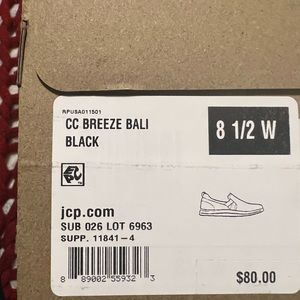 RPUSA011501
CC BREEZE BALI
BLACK
8 1/2 W
jcp.com
SUB 026 LOT 6963
SUPP. 11841-4
8 89002 55932 3
$80.00